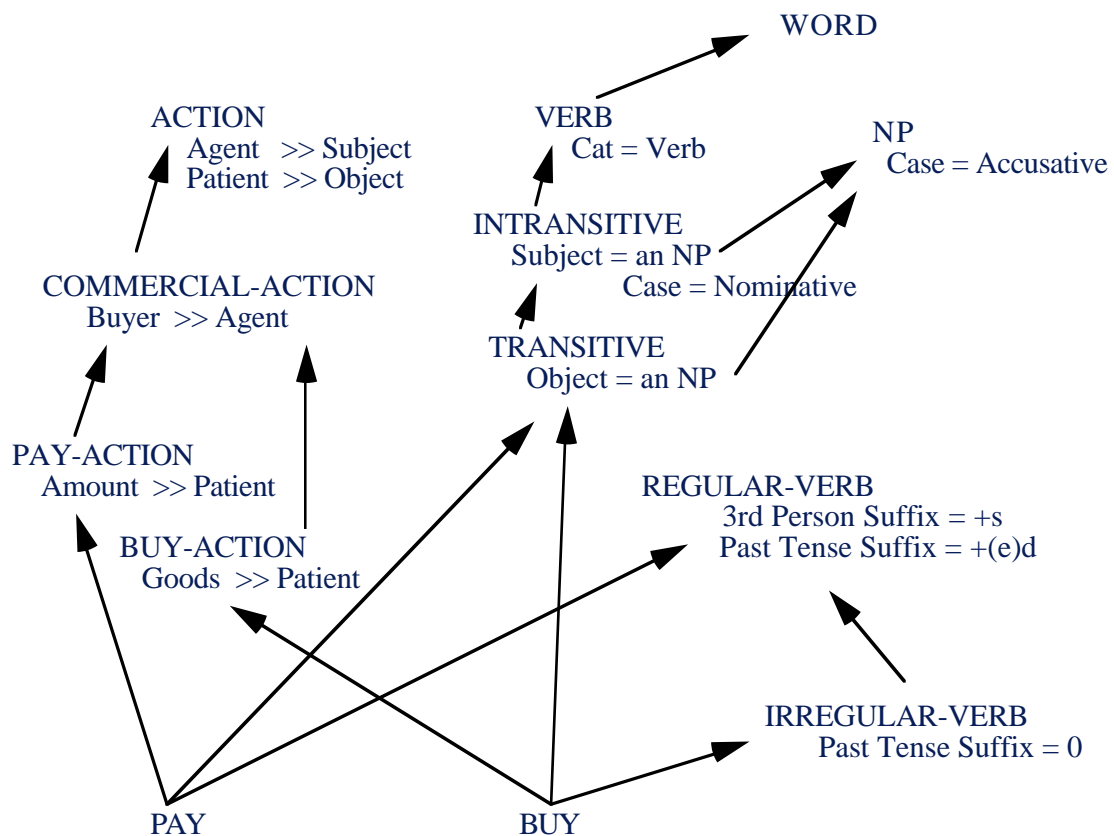 WORD
ACTION
Agent >> Subject
Patient >> Object
VERB
Cat = Verb
NP
Case = Accusative
INTRANSITIVE
Subject = an NP
Case = Nominative
COMMERCIAL-ACTION
Buyer >> Agent
TRANSITIVE
Object = an NP
PAY-ACTION
Amount >> Patient
REGULAR-VERB
3rd Person Suffix = +s
Past Tense Suffix = +(e)d
BUY-ACTION
Goods >> Patient
IRREGULAR-VERB
Past Tense Suffix = 0
PAY
BUY